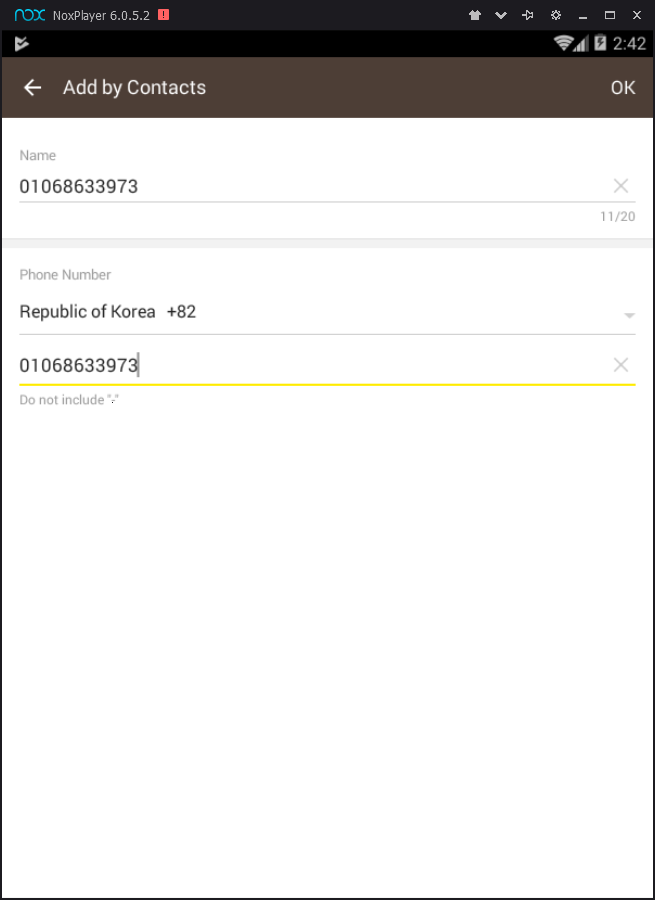 nox NoxPlayer 6.0.5.2
2:42
Add by Contacts OK
Name
01068633973
11/20
Phone Number
Republic of Korea +82
01068633973
Do not include "-"